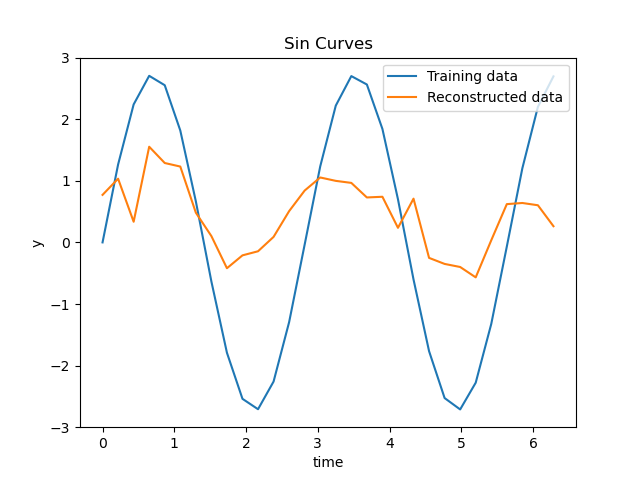 Sin Curves
Training data
Reconstructed data
3
2
1
0
−1
−2
−3
y
0 1 2 3 4 5 6
time